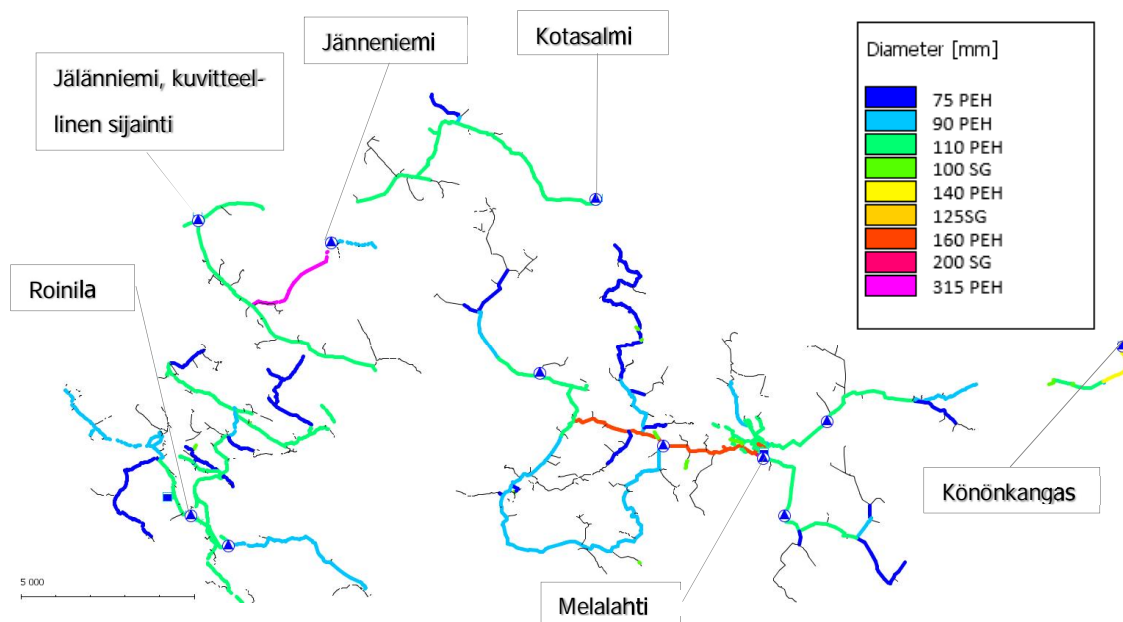 Jänneniemi
Kotasalmi
Jälänniemi, kuvitteel-
linen sijainti
Roinila
Diameter [mm]
75 PEH
90 PEH
110 PEH
100 SG
140 PEH
125SG
160 PEH
200 SG
315 PEH
Könönkangas
Melalahti
5 000